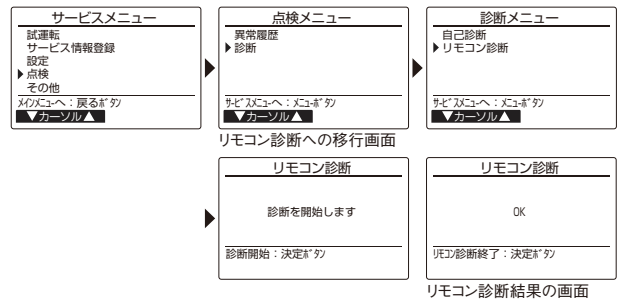 サービスメニュー
試運転
サービス情報登録
設定
▶点検
その他
ﾒｲﾝﾒﾆｭｰへ：戻るﾎﾞﾀﾝ
▼カーソル▲
点検メニュー
異常履歴
▶診断
ｻｰﾋﾞｽﾒﾆｭｰへ：ﾒﾆｭｰﾎﾞﾀﾝ
▼カーソル▲
診断メニュー
自己診断
▶リモコン診断
ｻｰﾋﾞｽﾒﾆｭｰへ：ﾒﾆｭｰﾎﾞﾀﾝ
▼カーソル▲
リモコン診断への移行画面
リモコン診断
診断を開始します
診断開始：決定ﾎﾞﾀﾝ
リモコン診断
OK
ﾘﾓｺﾝ診断終了：決定ﾎﾞﾀﾝ
リモコン診断結果の画面